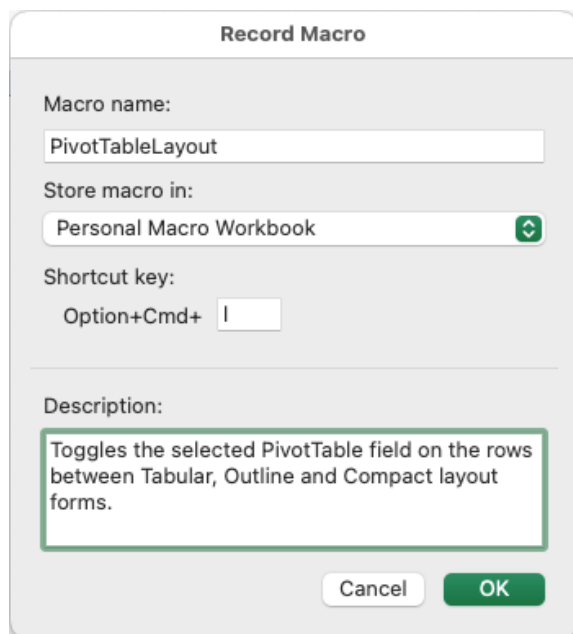 Record Macro
Macro name:
PivotTableLayout
Store macro in:
Personal Macro Workbook
Shortcut key:
Option+Cmd+ l
Description:
Toggles the selected PivotTable field on the rows
between Tabular, Outline and Compact layout
forms.
Cancel OK